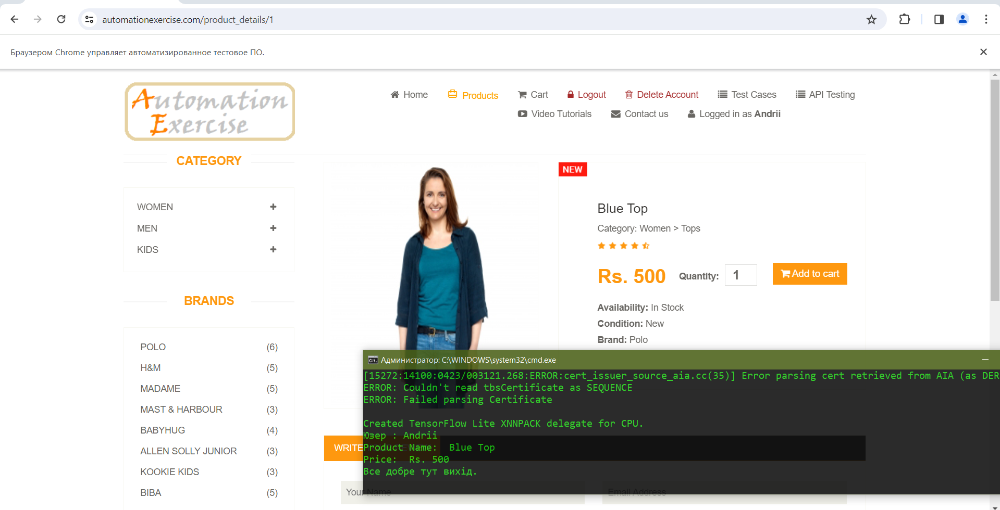 automationexercise.com/product_details/1
Браузером Chrome управляет автоматизированное тестовое ПО.
Automation
Exercise
Home
Products
Cart
Logout
Delete Account
Test Cases
API Testing
Video Tutorials
Contact us
Logged in as Andrii
CATEGORY
WOMEN
MEN
KIDS
BRANDS
POLO (6)
H&M (5)
MADAME (5)
MAST & HARBOUR (3)
BABYHUG (4)
ALLEN SOLLY JUNIOR (3)
KOOKIE KIDS (3)
BIBA (5)
NEW
Blue Top
Category: Women > Tops
Rs. 500
Quantity: 1
Add to cart
Availability: In Stock
Condition: New
Brand: Polo
WRITE
Your Name
Email Address
Администратор: C:\WINDOWS\system32\cmd.exe
[15272:14100:0423/003121.268:ERROR:cert_issuer_source_aia.cc(35)] Error parsing cert retrieved from AIA (as DER
ERROR: Couldn't read tbsCertificate as SEQUENCE
ERROR: Failed parsing Certificate
Created TensorFlow Lite XNNPACK delegate for CPU.
Юзер : Andrii
Product Name:  Blue Top
Price:  Rs. 500
Все добре тут вихід.